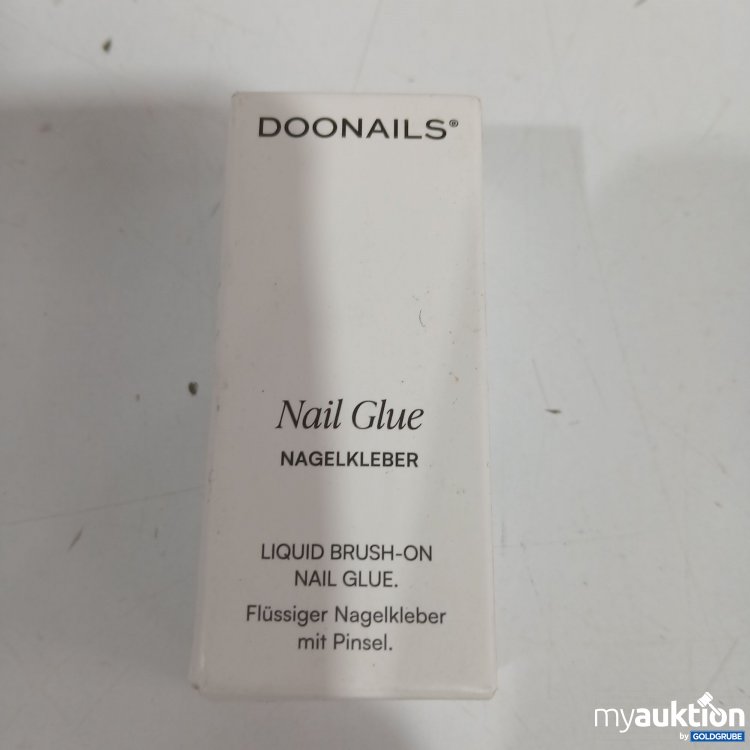 DOONAILS®
Nail Glue
NAGELKLEBER
LIQUID BRUSH-ON
NAIL GLUE.
Flüssiger Nagelkleber
mit Pinsel.
myauktion
by GOLDGRUBE